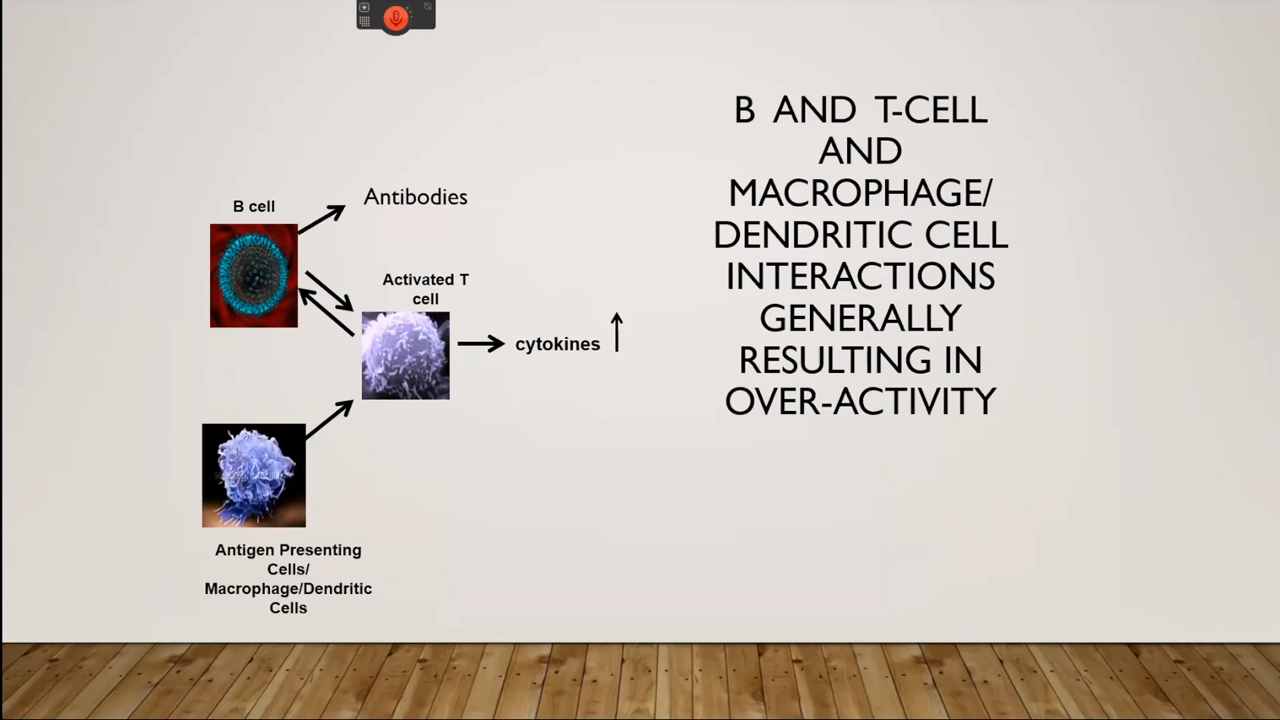 B AND T-CELL
AND
MACROPHAGE/
DENDRITIC CELL
INTERACTIONS
GENERALLY
RESULTING IN
OVER-ACTIVITY
B cell
Antibodies
Activated T
cell
cytokines
Antigen Presenting
Cells/
Macrophage/Dendritic
Cells